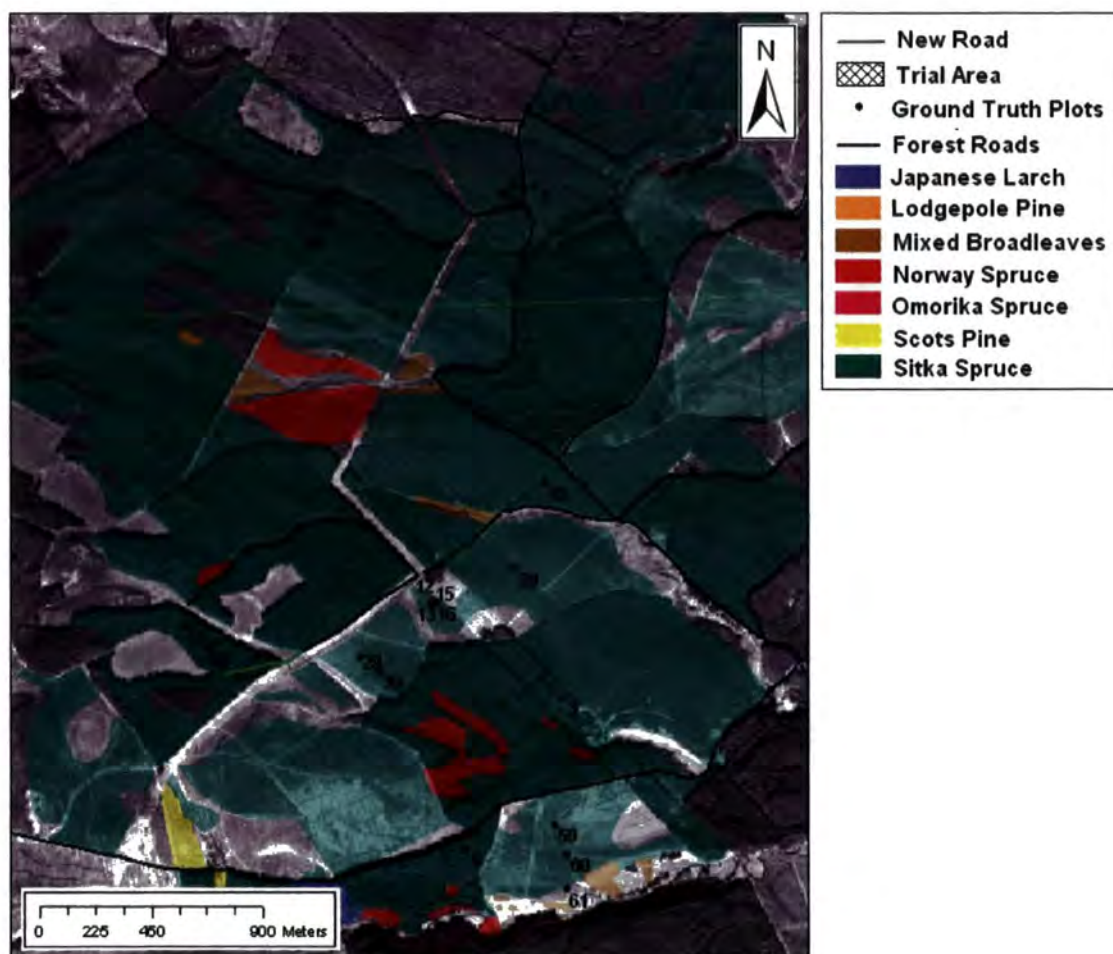 N
New Road
Trial Area
Ground Truth Plots
Forest Roads
Japanese Larch
Lodgepole Pine
Mixed Broadleaves
Norway Spruce
Omorika Spruce
Scots Pine
Sitka Spruce
15
60
61
0 225 450 900 Meters